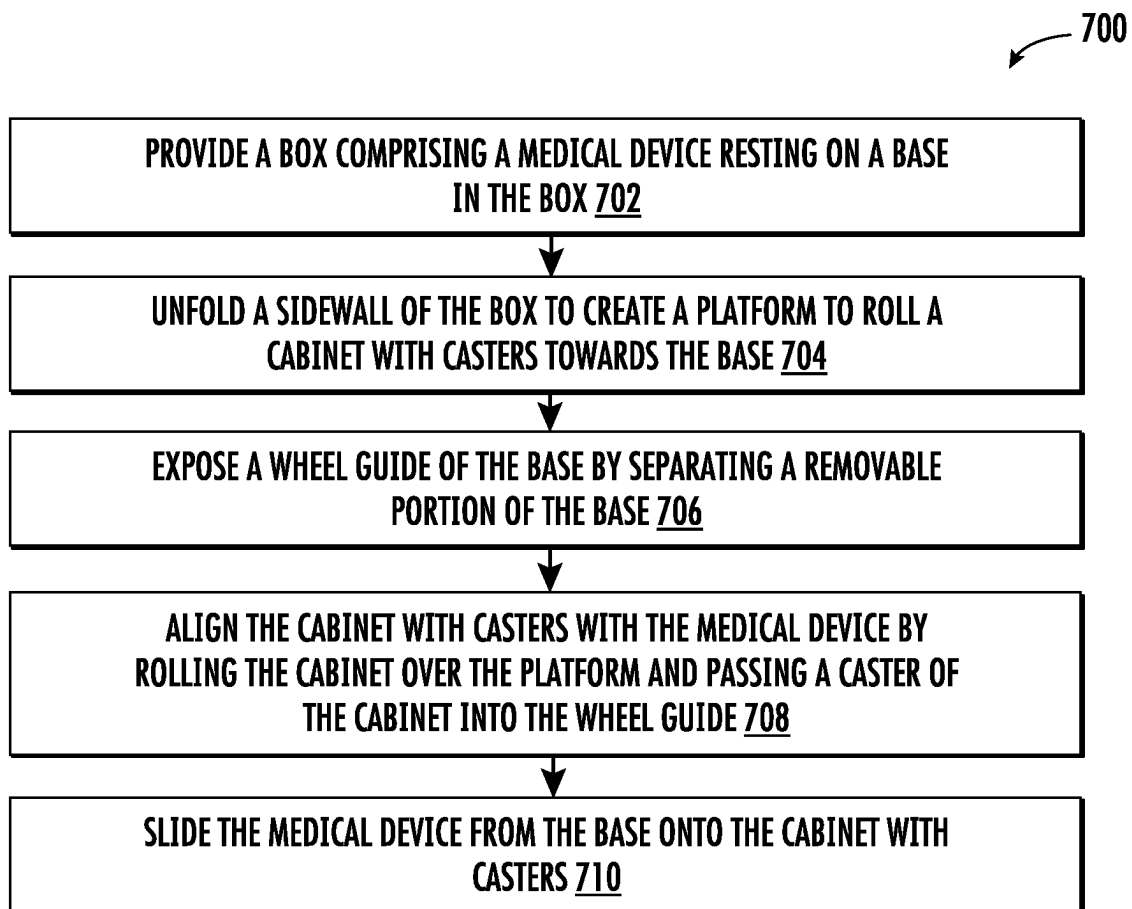 700
PROVIDE A BOX COMPRISING A MEDICAL DEVICE RESTING ON A BASE
IN THE BOX 702
UNFOLD A SIDEWALL OF THE BOX TO CREATE A PLATFORM TO ROLL A
CABINET WITH CASTERS TOWARDS THE BASE 704
EXPOSE A WHEEL GUIDE OF THE BASE BY SEPARATING A REMOVABLE
PORTION OF THE BASE 706
ALIGN THE CABINET WITH CASTERS WITH THE MEDICAL DEVICE BY
ROLLING THE CABINET OVER THE PLATFORM AND PASSING A CASTER OF
THE CABINET INTO THE WHEEL GUIDE 708
SLIDE THE MEDICAL DEVICE FROM THE BASE ONTO THE CABINET WITH
CASTERS 710